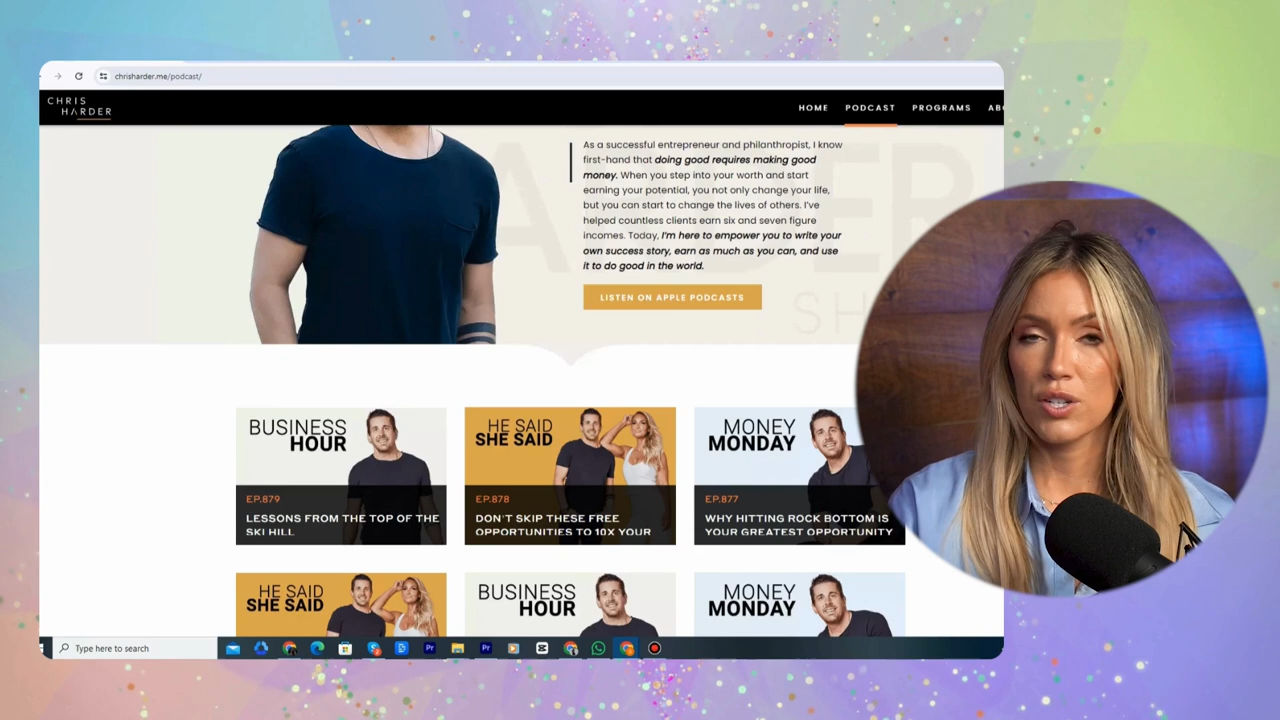 chrisharder.me/podcast/
CHRIS
HARDER
HOME PODCAST PROGRAMS
As a successful entrepreneur and philanthropist, I know
first-hand that doing good requires making good
money. When you step into your worth and start
earning your potential, you not only change your life,
but you can start to change the lives of others. I've
helped countless clients earn six and seven figure
incomes. Today, I'm here to empower you to write your
own success story, earn as much as you can, and use
it to do good in the world.
LISTEN ON APPLE PODCASTS
BUSINESS
HOUR
EP.879
LESSONS FROM THE TOP OF THE
SKI HILL
HE SAID
SHE SAID
EP.878
DON'T SKIP THESE FREE
OPPORTUNITIES TO 10X YOUR
MONEY
MONDAY
EP.877
WHY HITTING ROCK BOTTOM IS
YOUR GREATEST OPPORTUNITY
HE SAID
SHE SAID
BUSINESS
HOUR
MONEY
MONDAY
Type here to search
Pr
Pr